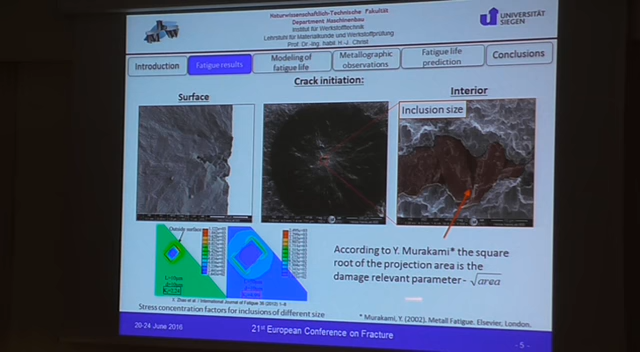 Naturwissenschaftlich-Technische Fakultät
Department Maschinenbau
Institut für Werkstofftechnik
Lehrstuhl für Materialkunde und Werkstoffprüfung
Prof. Dr.-Ing. habil. H.-J. Christ
UNIVERSITÄT
SIEGEN
Introduction
Fatigue results
Modeling of
fatigue life
Metallographic
observations
Fatigue life
prediction
Conclusions
Crack initiation:
Surface
Interior
Inclusion size
Outside surface
According to Y. Murakami* the square
root of the projection area is the
damage relevant parameter - √area
Stress concentration factors for inclusions of different size
* Murakami, Y. (2002). Metal Fatigue. Elsevier, London.
20-24 June 2016
21st European Conference on Fracture
- 5 -